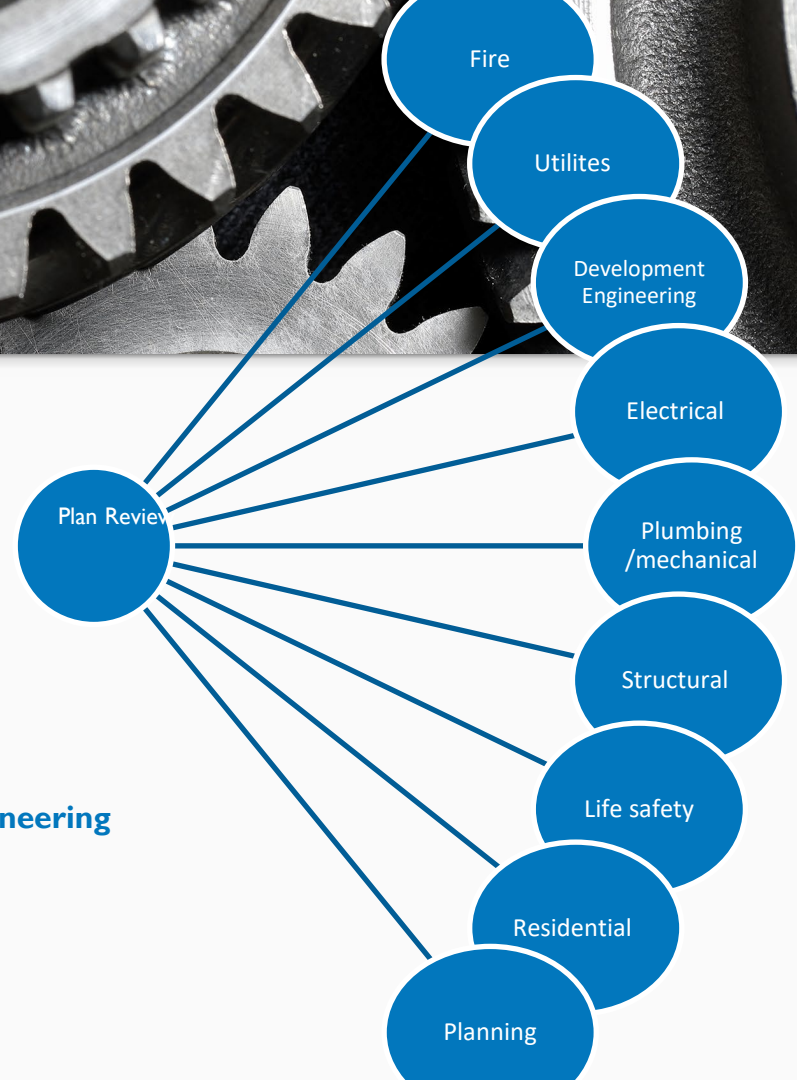 Fire
Utilites
Development
Engineering
Electrical
Plan Review
Plumbing
/mechanical
Structural
Life safety
neering
Residential
Planning